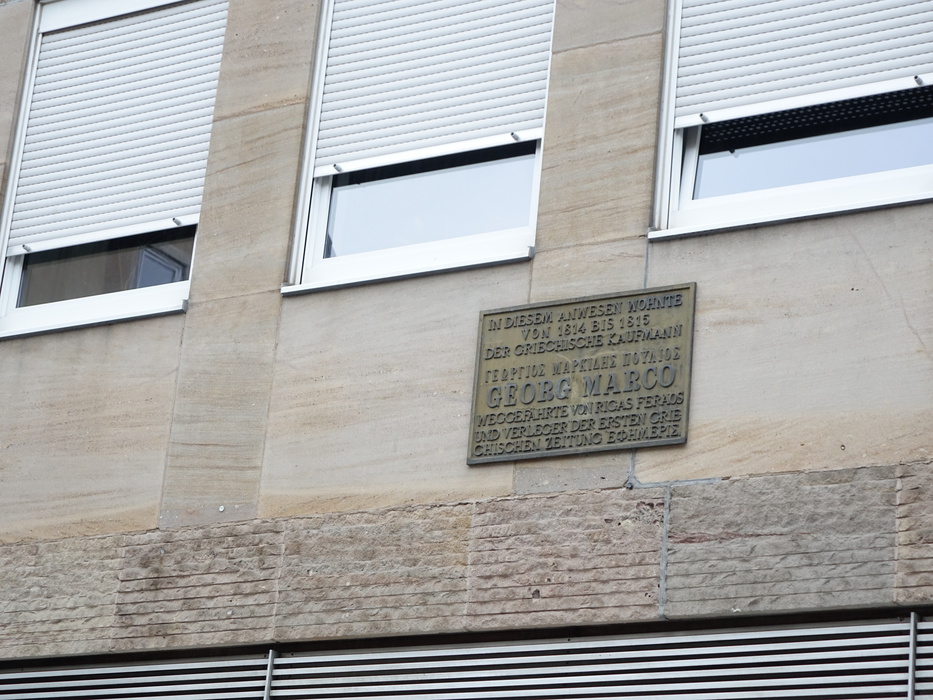 IN DIESEM ANWESEN WOHNTE
VON 1814 BIS 1815
DER GRIECHISCHE KAUFMANN
ΓΕΩΡΓΙΟΣ ΜΑΡΚΙΔΗΣ ΠΟΥΛΙΟΣ
GEORG MARCO
WEGGEFÄHRTE VON RIGAS FERAOS
UND VERLEGER DER ERSTEN GRIE
CHISCHEN ZEITUNG ΕΦΗΜΕΡΙΣ